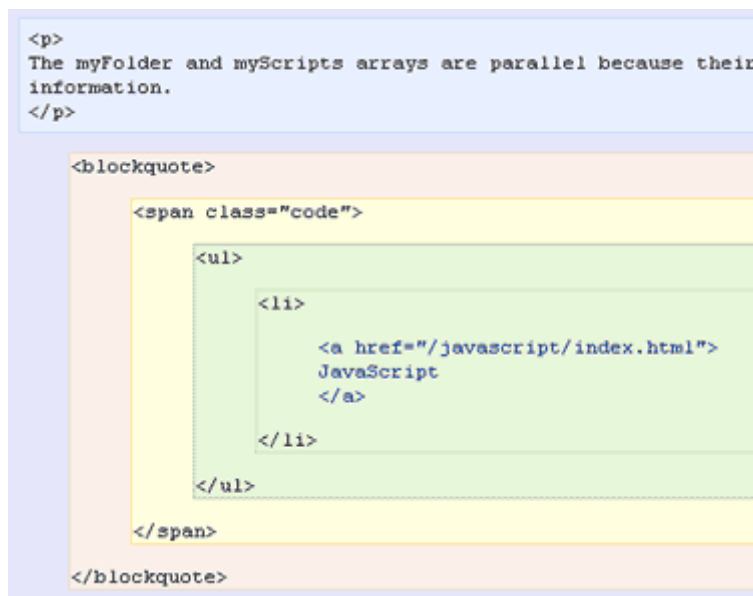 <p>
The myFolder and myScripts arrays are parallel because their
information.
</p>
<blockquote>
<span class="code">
<ul>
<li>
<a href="/javascript/index.html">
JavaScript
</a>
</li>
</ul>
</span>
</blockquote>